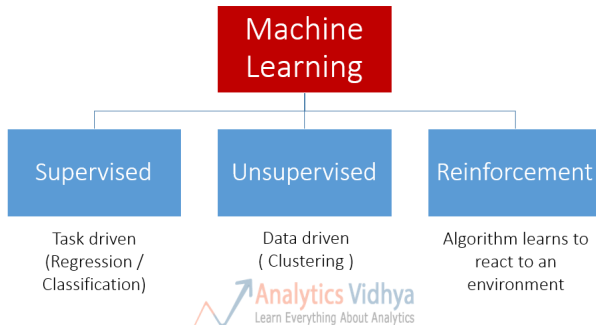 Machine
Learning
Supervised
Unsupervised
Reinforcement
Task driven
(Regression /
Classification)
Data driven
( Clustering )
Algorithm learns to
react to an
environment
Analytics Vidhya
Learn Everything About Analytics